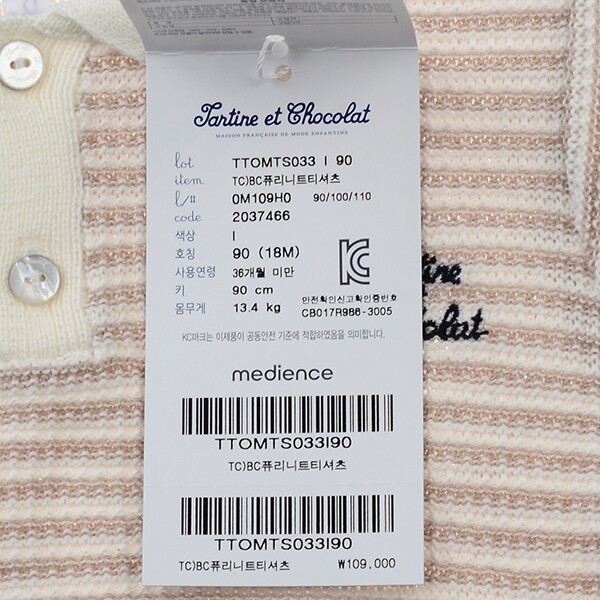 Tartine et Chocolat
MAISON FRANÇAISE DE MODE ENFANTINE
lot TTOMTS033 I 90
item TC)BC퓨리니트티셔츠
l/# 0M109H0 90/100/110
code 2037466
색상 I
호칭 90 (18M)
사용연령 36개월 미만
키 90 cm
몸무게 13.4 kg
안전확인신고확인증번호
CB017R986-3005
KC마크는 이제품이 공동안전 기준에 적합하였음을 의미합니다.
medience
TTOMTS033I90
TC)BC퓨리니트티셔츠
TTOMTS033I90
TC)BC퓨리니트티셔츠 ₩109,000
tine
colat